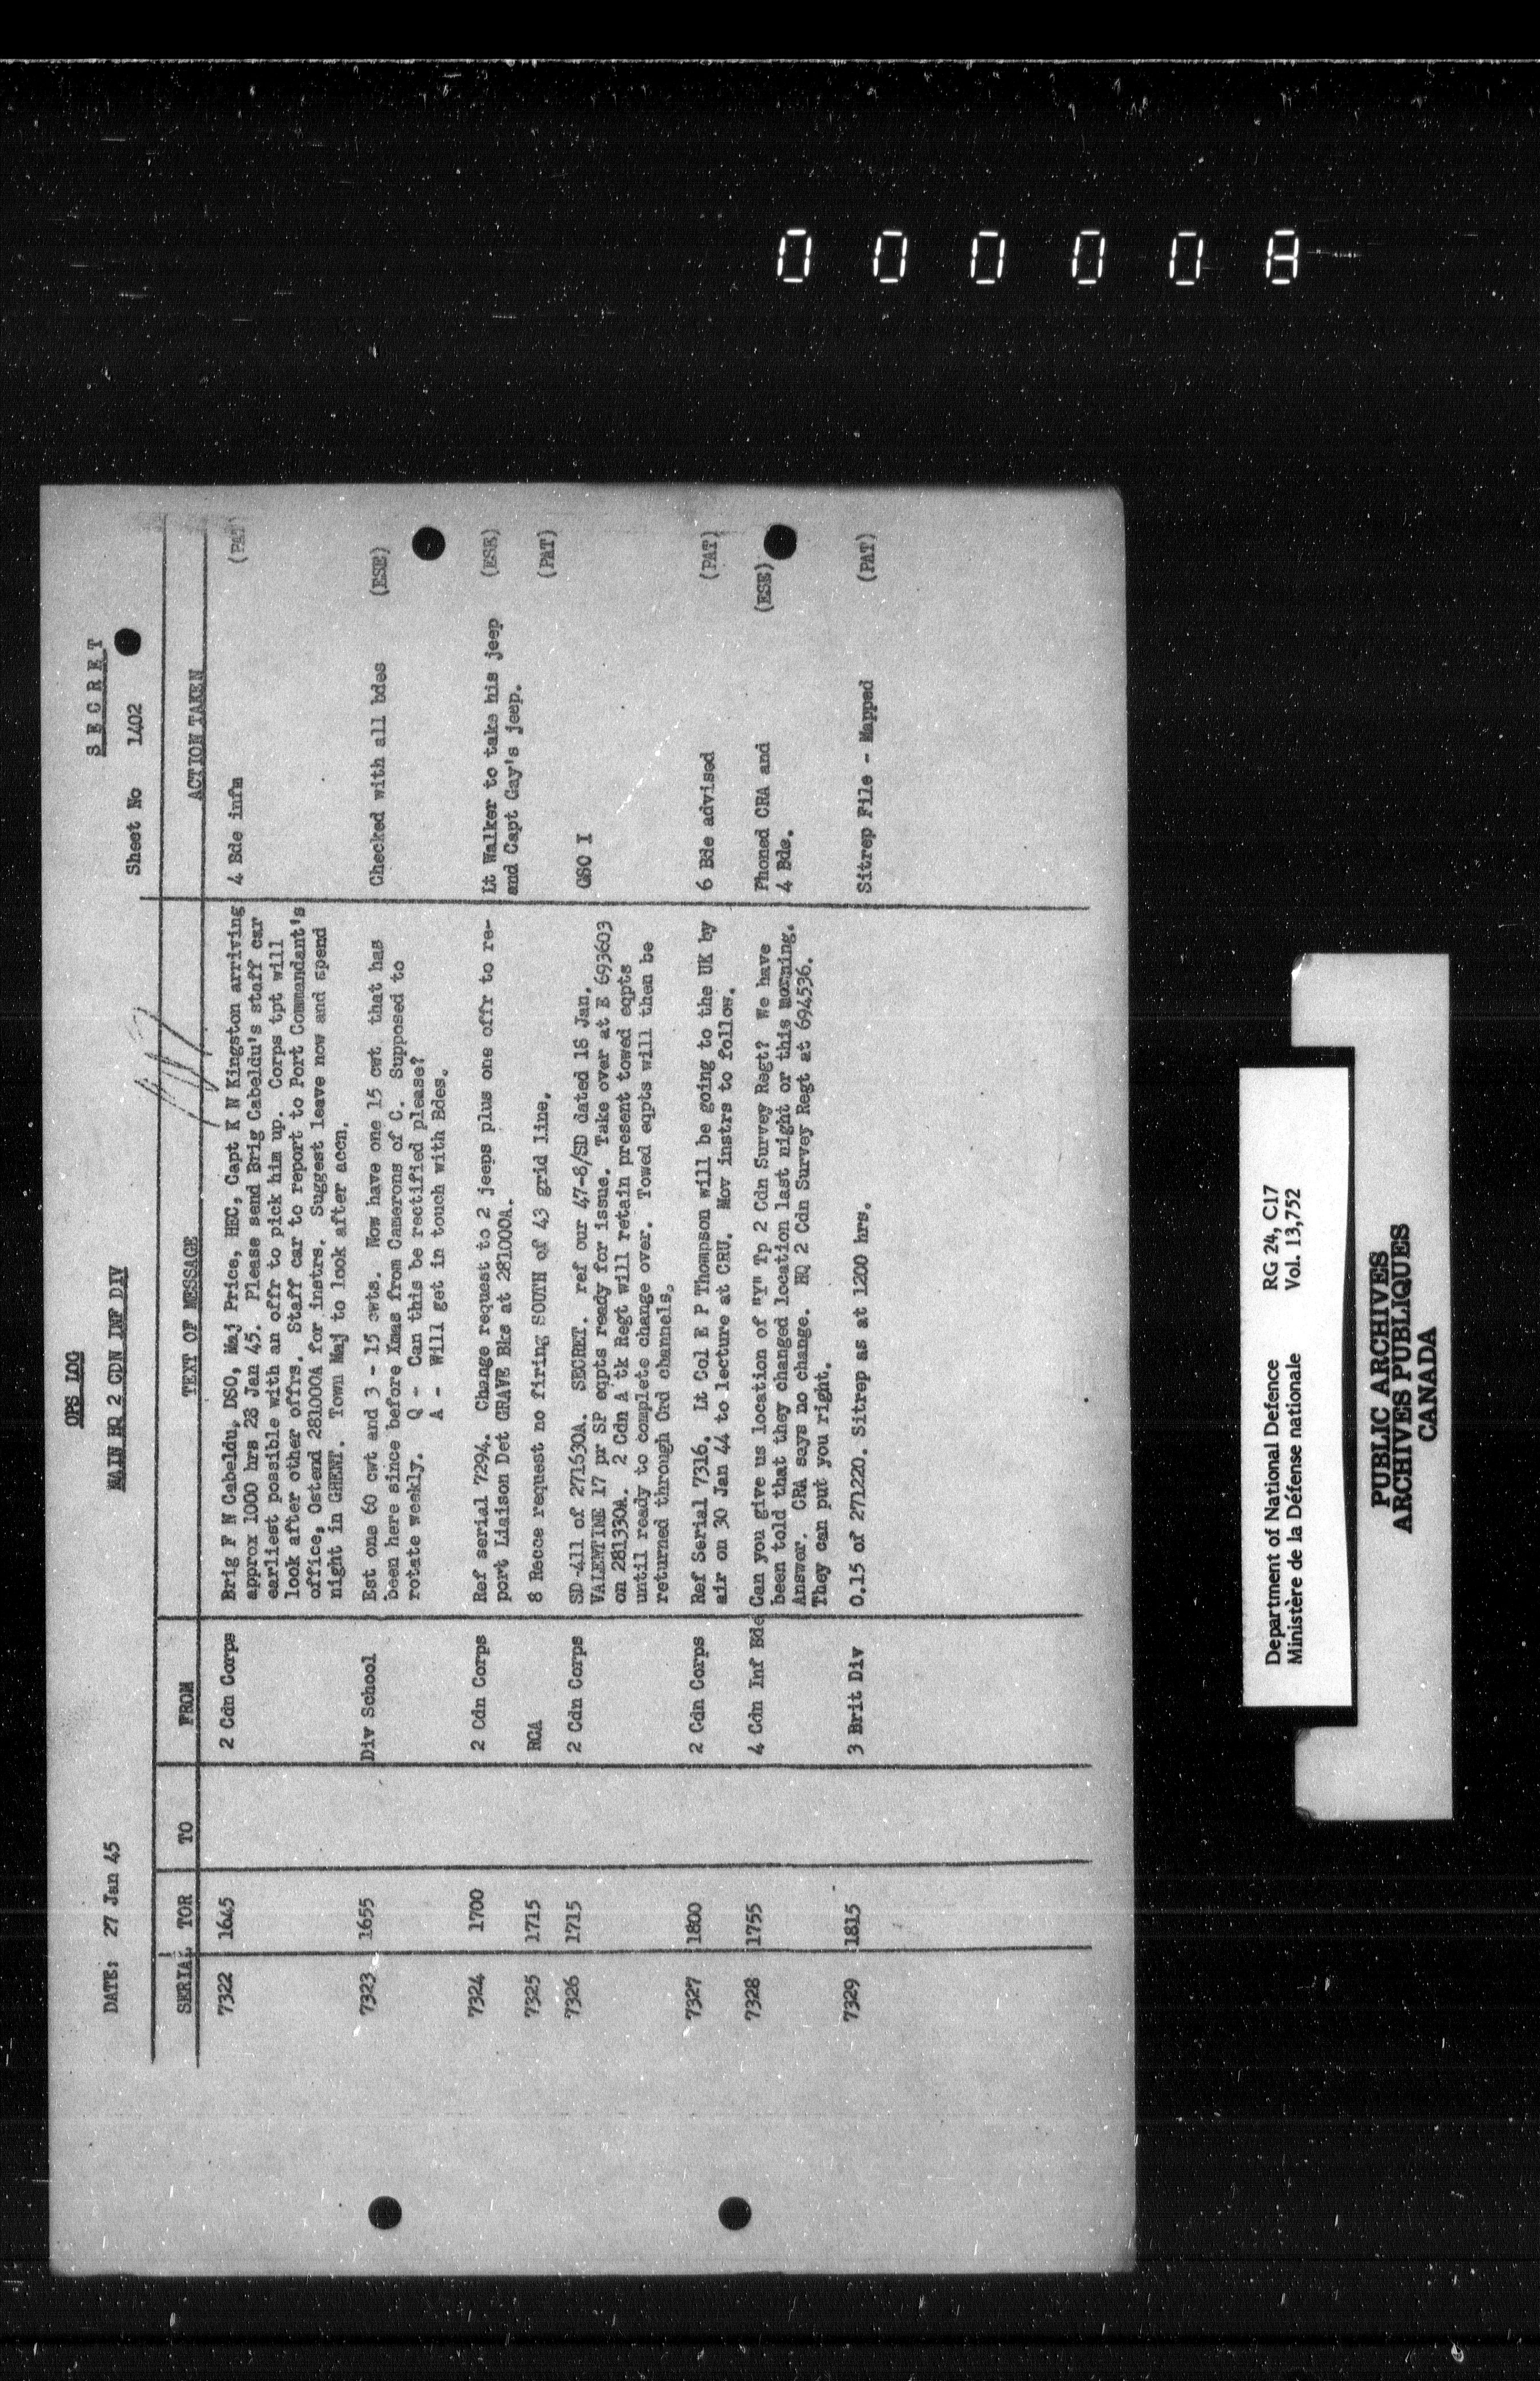 000008
OPS LOG
SECRET
MAIN HQ 2 CDN INF DIV
DATE: 27 Jan 45
Sheet No 1402
SERIAL TOR TO FROM TEXT OF MESSAGE ACTION TAKEN
7322 1645 2 Cdn Corps Brig F N Cabeldu, DSO, Maj Price, HEC, Capt K N Kingston arriving 4 Bde infm (PAT)
approx 1000 hrs 28 Jan 45. Please send Brig Cabeldu's staff car
earliest possible with an offr to pick him up. Corps tpt will
look after other offrs. Staff car to report to Port Commandant's
office, Ostend 281000A for instrs. Suggest leave now and spend
night in GHENT. Town Maj to look after accn.
7323 1655 Div School Est one 60 cwt and 3 - 15 cwts. Now have one 15 cwt that has Checked with all bdes (ESE)
been here since before Xmas from Camerons of C. Supposed to
rotate weekly. Q - Can this be rectified please?
A - Will get in touch with Bdes.
7324 1700 2 Cdn Corps Ref serial 7294. Change request to 2 jeeps plus one offr to re- Lt Walker to take his jeep (ESE)
port Liaison Det GRAVE Bks at 281000A. and Capt Gay's jeep.
7325 1715 RCA 8 Recce request no firing SOUTH of 43 grid line. (PAT)
7326 1715 2 Cdn Corps SD-411 of 271630A. SECRET. ref our 47-8/SD dated 18 Jan. GSO I
VALENTINE 17 pr SP eqpts ready for issue. Take over at E 693603
on 281330A. 2 Cdn A tk Regt will retain present towed eqpts
until ready to complete change over. Towed eqpts will then be
returned through Ord channels.
7327 1800 2 Cdn Corps Ref Serial 7316. Lt Col E P Thompson will be going to the UK by 6 Bde advised (PAT)
air on 30 Jan 44 to lecture at CRU. Mov instrs to follow.
7328 1755 4 Cdn Inf Bde Can you give us location of "Y" Tp 2 Cdn Survey Regt? We have Phoned CRA and (ESE)
been told that they changed location last night or this morning. 4 Bde.
Answer. CRA says no change. HQ 2 Cdn Survey Regt at 694536.
They can put you right.
7329 1815 3 Brit Div 0.15 of 271220. Sitrep as at 1200 hrs. Sitrep File - Mapped (PAT)
Department of National Defence RG 24, C17
Ministère de la Défense nationale Vol. 13,752
PUBLIC ARCHIVES
ARCHIVES PUBLIQUES
CANADA